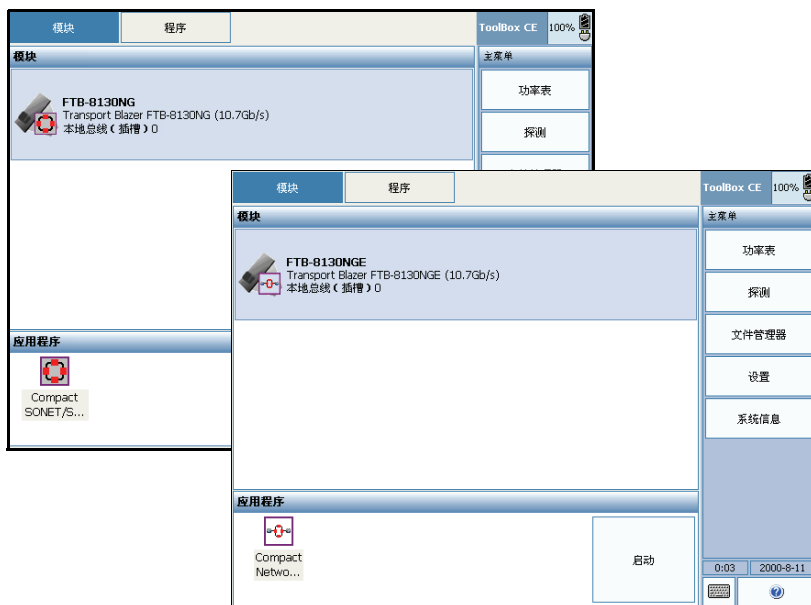 模块 程序 ToolBox CE 100%
模块 主菜单
FTB-8130NG
Transport Blazer FTB-8130NG (10.7Gb/s)
本地总线(插槽)0
功率表
探测
应用程序
Compact
SONET/S...
模块 程序 ToolBox CE 100%
模块 主菜单
FTB-8130NGE
Transport Blazer FTB-8130NGE (10.7Gb/s)
本地总线(插槽)0
功率表
探测
文件管理器
设置
系统信息
应用程序
Compact
Netwo...
启动
0:03 2000-8-11